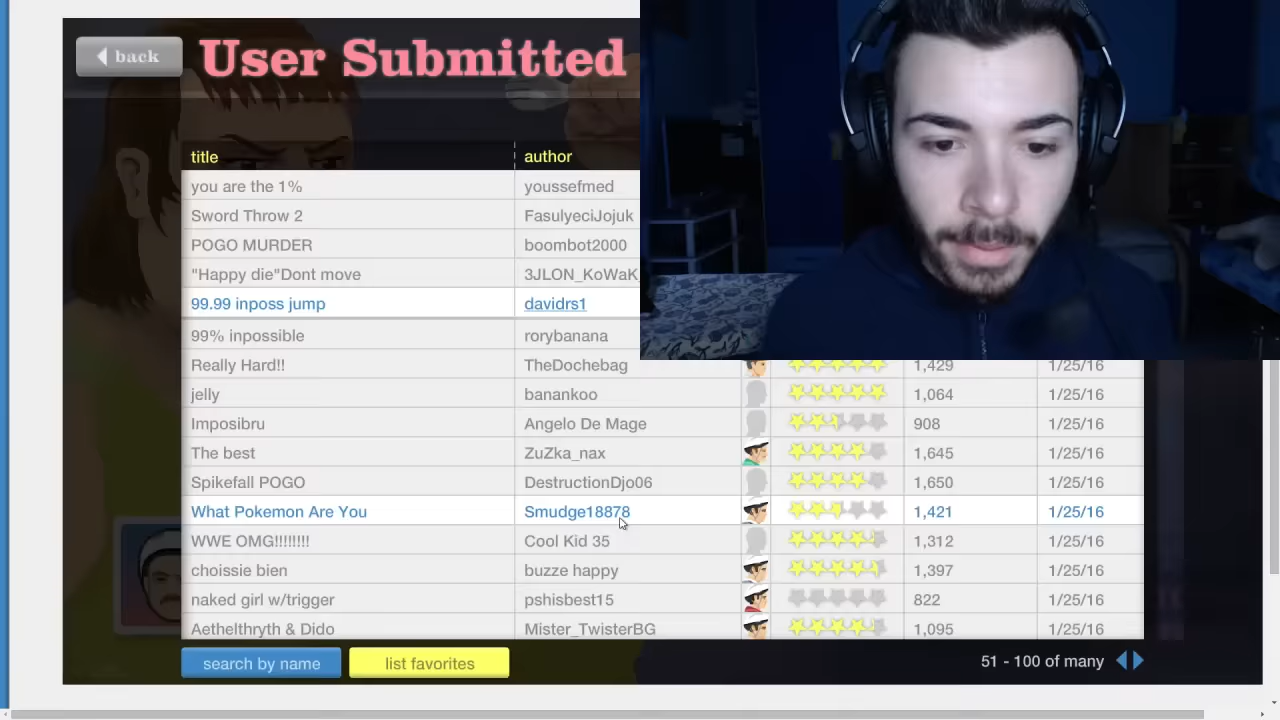 back
User Submitted
title author
you are the 1% youssefmed
Sword Throw 2 FasulyeciJojuk
POGO MURDER boombot2000
"Happy die"Dont move 3JLON_KoWaK_
99.99 inposs jump davidrs1
99% inpossible rorybanana
Really Hard!! TheDochebag 1,429 1/25/16
jelly banankoo 1,064 1/25/16
Imposibru Angelo De Mage 908 1/25/16
The best ZuZka_nax 1,645 1/25/16
Spikefall POGO DestructionDjo06 1,650 1/25/16
What Pokemon Are You Smudge18878 1,421 1/25/16
WWE OMG!!!!!!!! Cool Kid 35 1,312 1/25/16
choissie bien buzze happy 1,397 1/25/16
naked girl w/trigger pshisbest15 822 1/25/16
Aethelthryth & Dido Mister_TwisterBG 1,095 1/25/16
search by name list favorites 51 - 100 of many